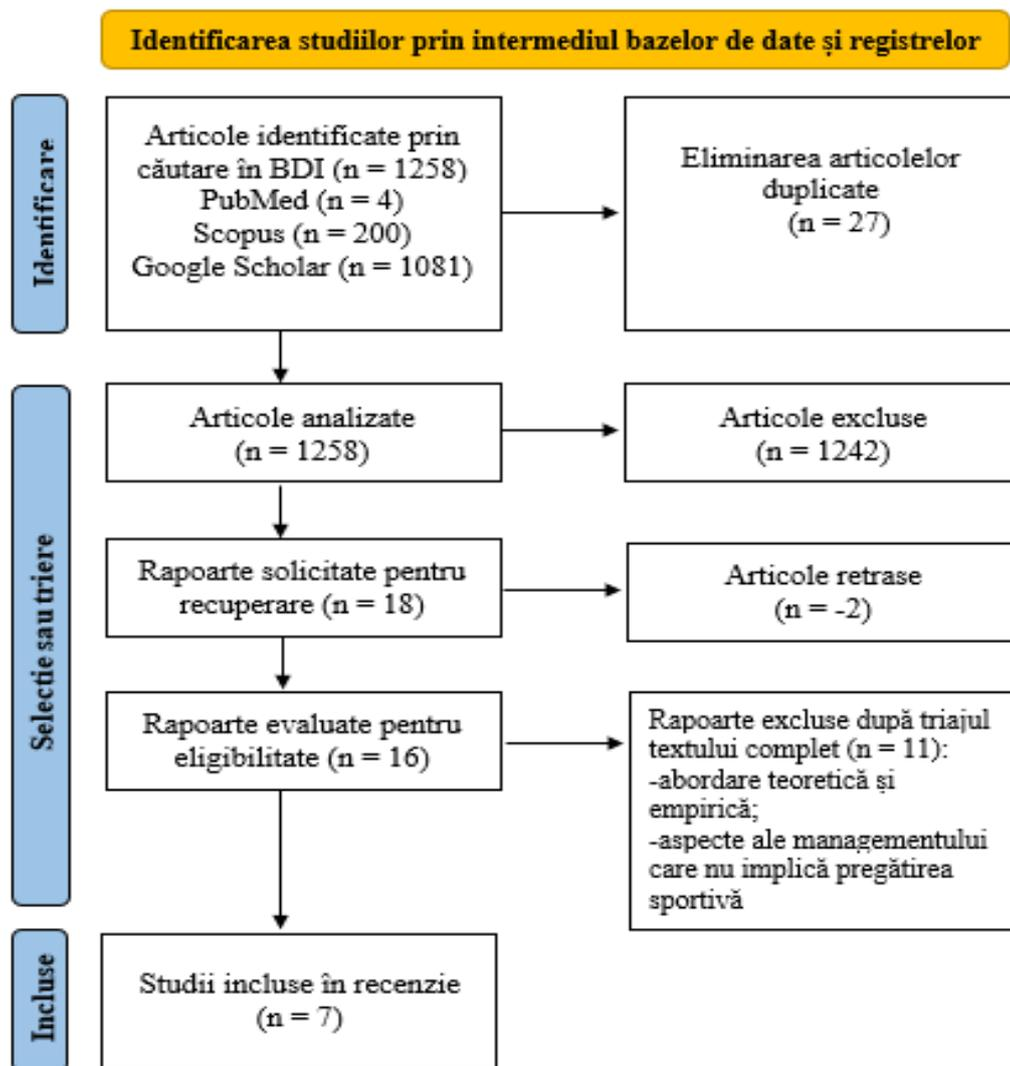 Identificarea studiilor prin intermediul bazelor de date și registrelor
Identificare
Articole identificate prin
căutare în BDI (n = 1258)
PubMed (n = 4)
Scopus (n = 200)
Google Scholar (n = 1081)
Eliminarea articolelor
duplicate
(n = 27)
Selectie sau triere
Articole analizate
(n = 1258)
Articole excluse
(n = 1242)
Rapoarte solicitate pentru
recuperare (n = 18)
Articole retrase
(n = -2)
Rapoarte evaluate pentru
eligibilitate (n = 16)
Rapoarte excluse după triajul
textului complet (n = 11):
-abordare teoretică și
empirică;
-aspecte ale managementului
care nu implică pregătirea
sportivă
Incluse
Studii incluse în recenzie
(n = 7)